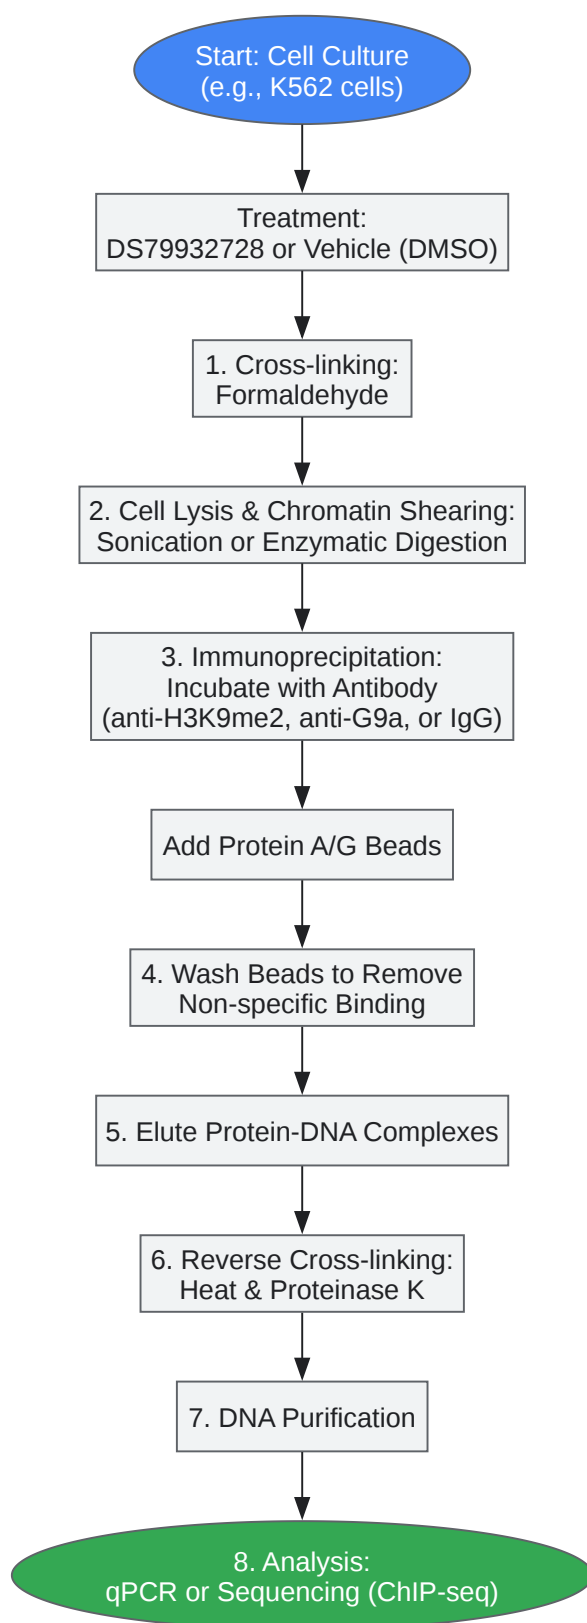 Start: Cell Culture
(e.g., K562 cells)
Treatment:
DS79932728 or Vehicle (DMSO)
1. Cross-linking:
Formaldehyde
2. Cell Lysis & Chromatin Shearing:
Sonication or Enzymatic Digestion
3. Immunoprecipitation:
Incubate with Antibody
(anti-H3K9me2, anti-G9a, or IgG)
Add Protein A/G Beads
4. Wash Beads to Remove
Non-specific Binding
5. Elute Protein-DNA Complexes
6. Reverse Cross-linking:
Heat & Proteinase K
7. DNA Purification
8. Analysis:
qPCR or Sequencing (ChIP-seq)